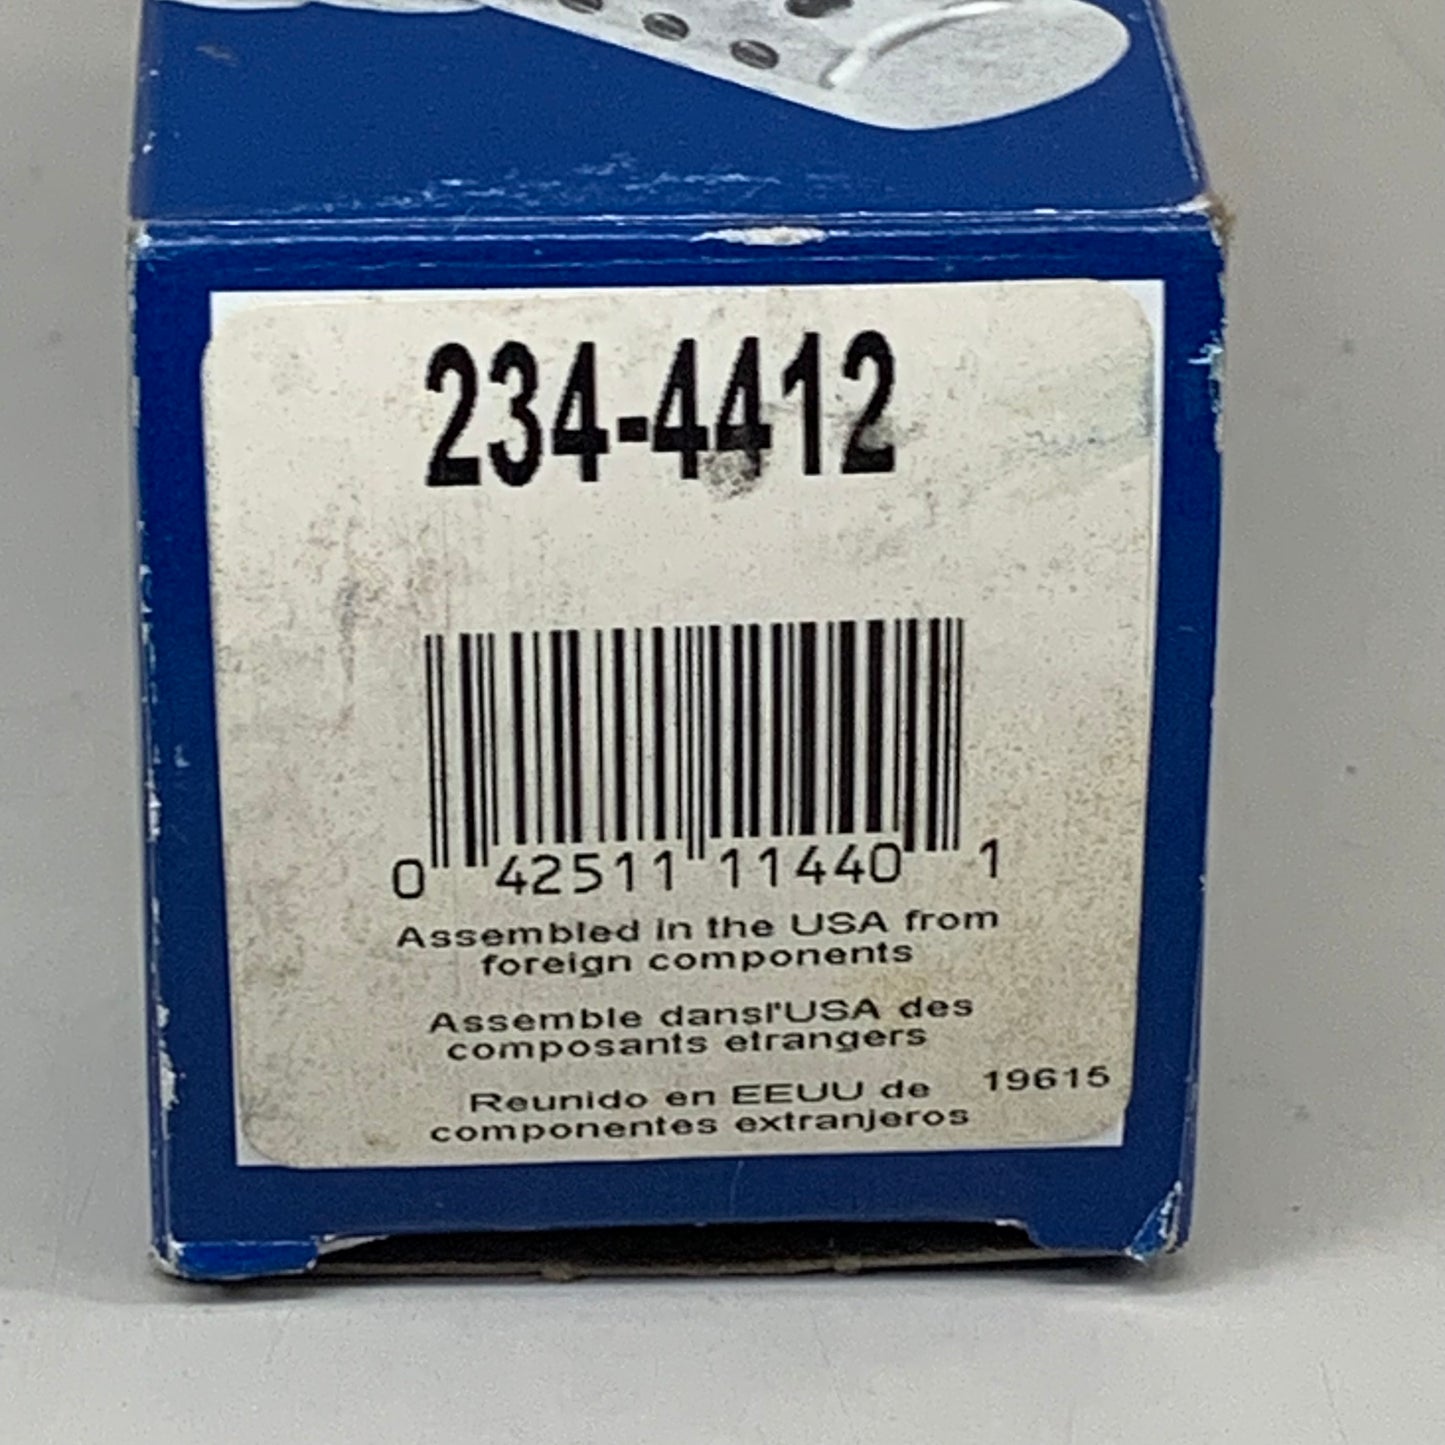 234-4412
0 42511 11440 1
Assembled in the USA from
foreign components
Assemble dansl'USA des
composants etrangers
Reunido en EEUU de 19615
componentes extranjeros